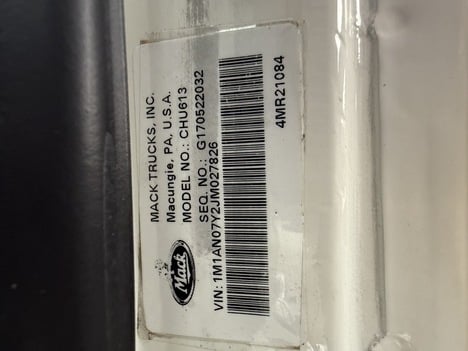 Mack
MACK TRUCKS, INC.
Macungie, PA, U.S.A.
MODEL NO.: CHU613
SEQ. NO.: G170522032
VIN: 1M1AN07Y2JM027826
4MR21084